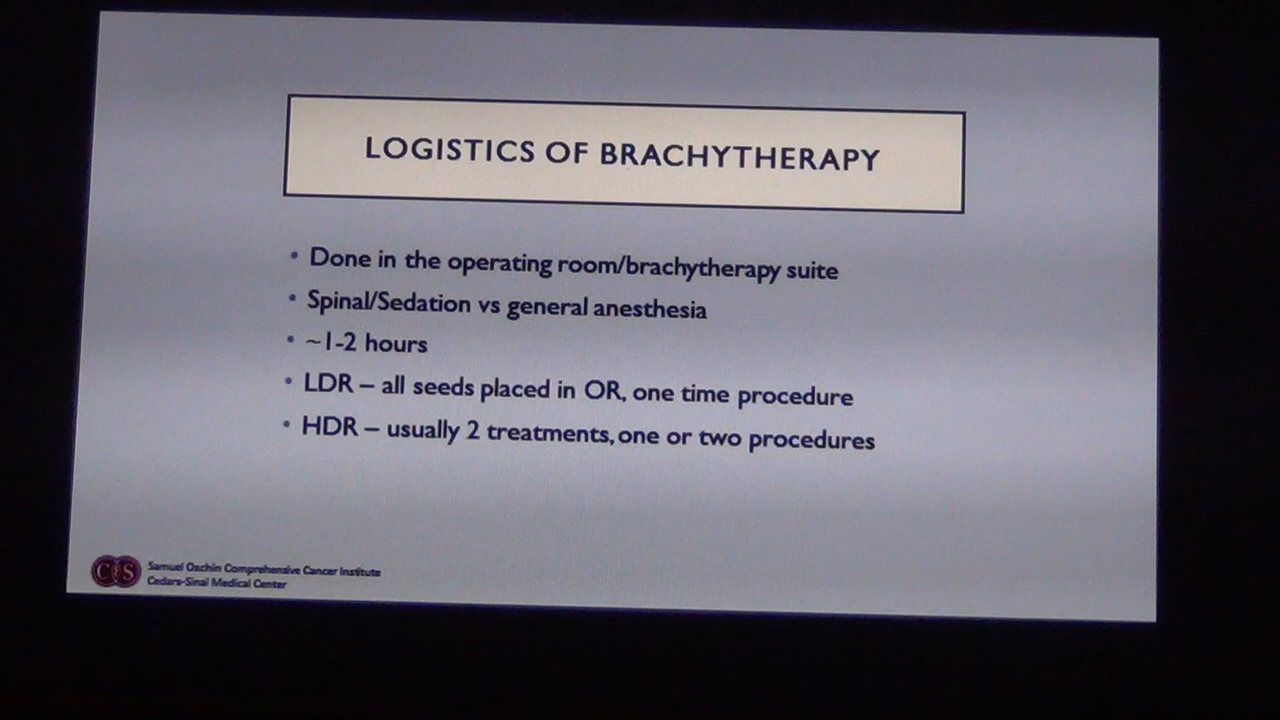 LOGISTICS OF BRACHYTHERAPY
• Done in the operating room/brachytherapy suite
• Spinal/Sedation vs general anesthesia
• ~1-2 hours
• LDR – all seeds placed in OR, one time procedure
• HDR – usually 2 treatments, one or two procedures
CS
Samuel Oschin Comprehensive Cancer Institute
Cedars-Sinai Medical Center